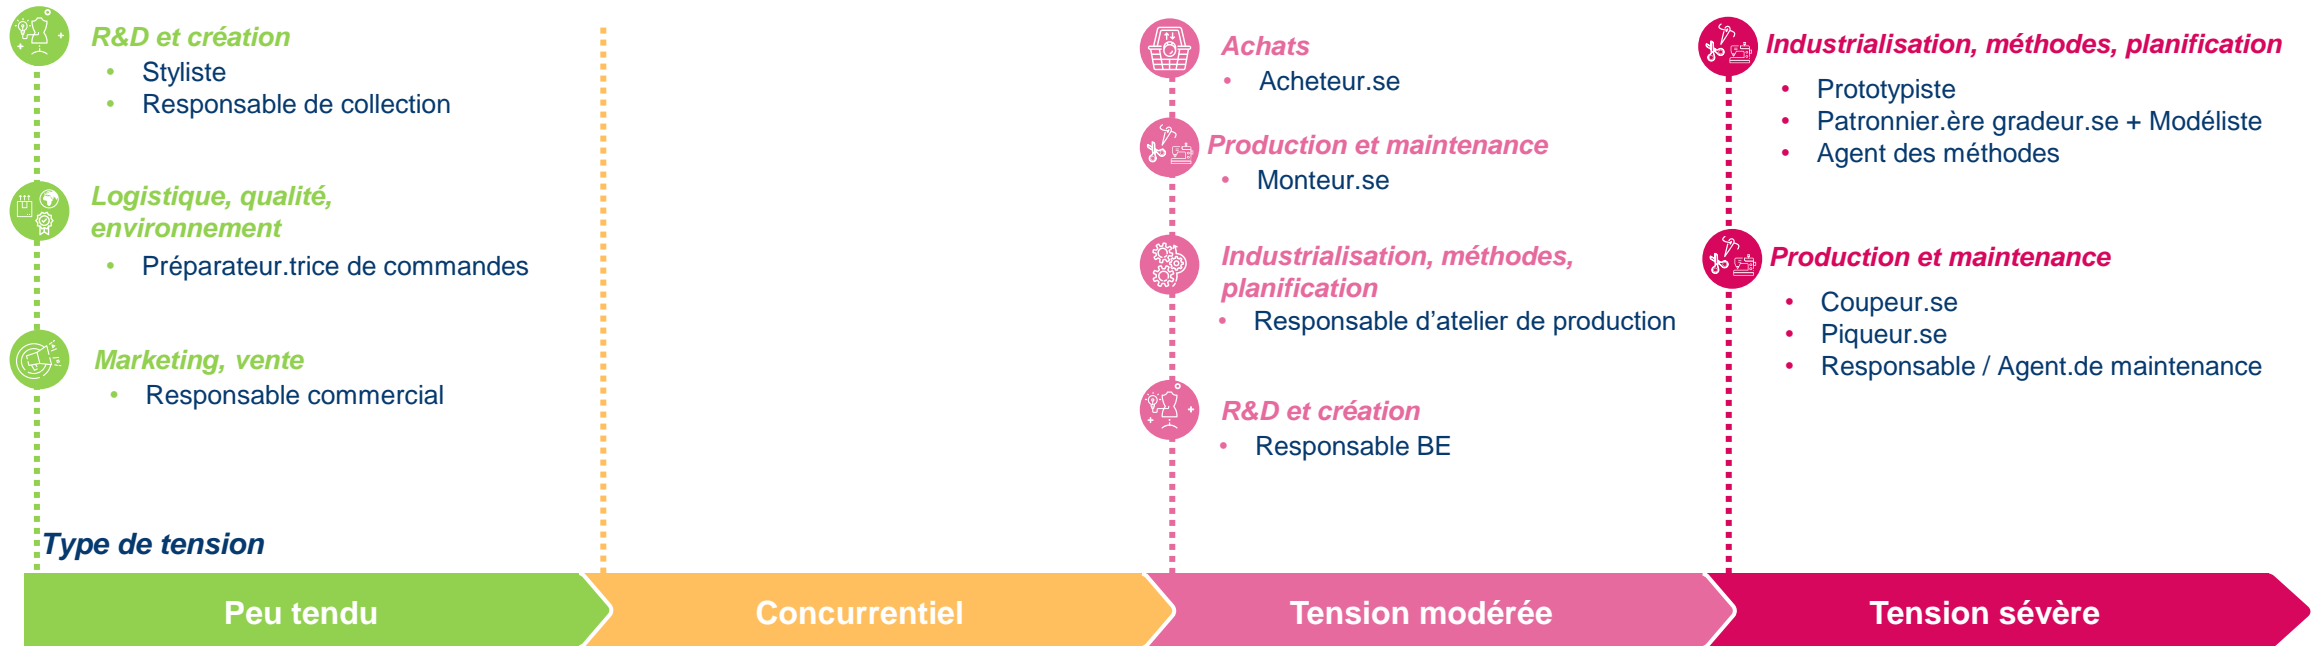 R&D et création
• Styliste
• Responsable de collection
Logistique, qualité,
environnement
• Préparateur.trice de commandes
Marketing, vente
• Responsable commercial
Achats
• Acheteur.se
Production et maintenance
• Monteur.se
Industrialisation, méthodes,
planification
• Responsable d’atelier de production
R&D et création
• Responsable BE
Industrialisation, méthodes, planification
• Prototypiste
• Patronnier.ère gradeur.se + Modéliste
• Agent des méthodes
Production et maintenance
• Coupeur.se
• Piqueur.se
• Responsable / Agent.de maintenance
Type de tension
Peu tendu
Concurrentiel
Tension modérée
Tension sévère